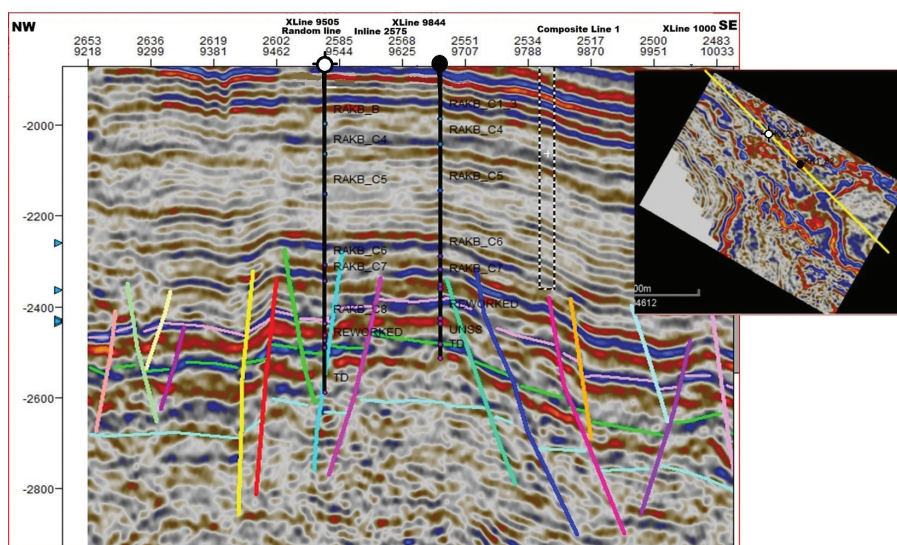 NW
XLine 9505
Random line
Inline 2575
XLine 9844
Composite Line 1
XLine 1000
SE
2653 2636 2619 2602 2585 2568 2551 2534 2517 2500 2483
9218 9299 9381 9462 9544 9625 9707 9788 9870 9951 10033
-2000
-2200
-2400
-2600
-2800
RAKB_B
RAKB_C4
RAKB_C5
RAKB_C6
RAKB_C7
RAKB_C8
REWORKED
TD
RAKB_C4
RAKB_C5
RAKB_C6
RAKB_C7
REWORKED
UNSS
TD
00m
4612